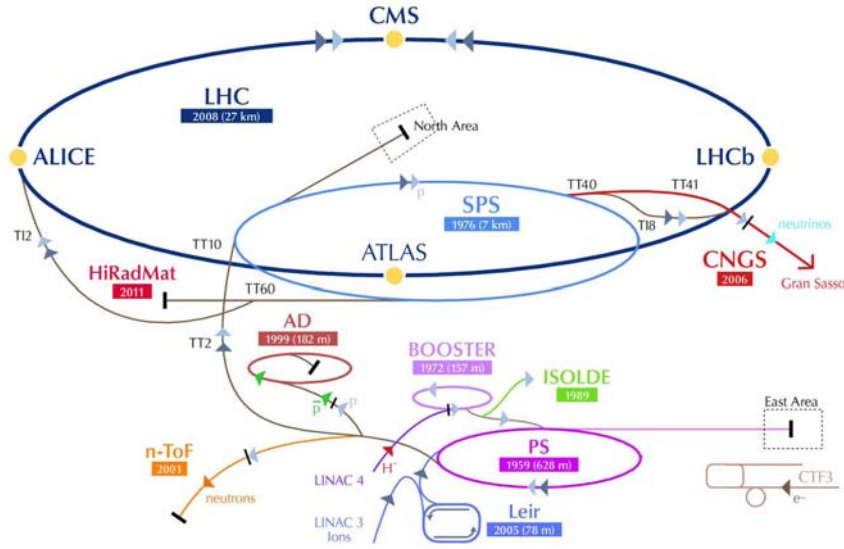 CMS
LHC
2008 (27 km)
North Area
ALICE
LHCb
TT40
TT41
p
SPS
1976 (7 km)
TI8
neutrinos
TI2
TT10
ATLAS
CNGS
2006
Gran Sasso
HiRadMat
2011
TT60
AD
1999 (182 m)
TT2
BOOSTER
1972 (157 m)
ISOLDE
1989
p
p
East Area
n-ToF
2001
PS
1959 (628 m)
LINAC 4
H-
neutrons
CTF3
e-
LINAC 3
Ions
Leir
2005 (78 m)